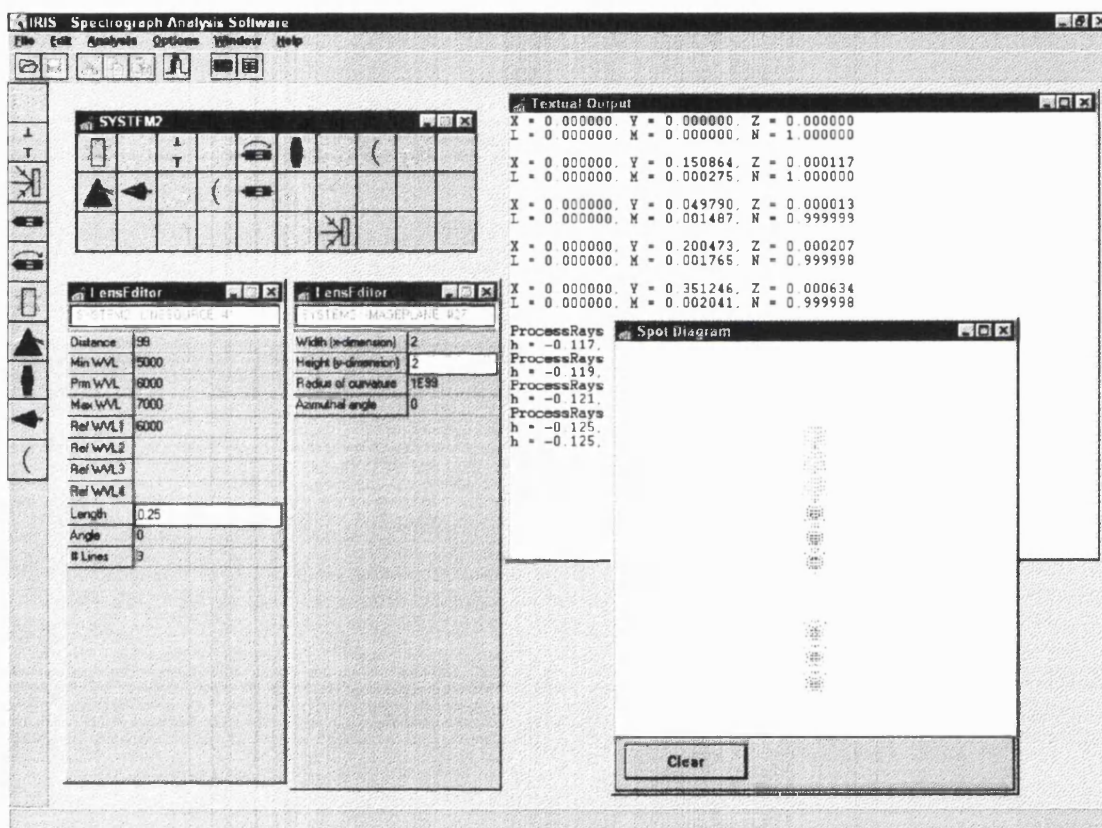 IRIS Spectrograph Analysis Software
File Edit Analysis Options Window Help
SYSTEM2
Textual Output
X = 0.000000, Y = 0.000000, Z = 0.000000
L = 0.000000, M = 0.000000, N = 1.000000
X = 0.000000, Y = 0.150864, Z = 0.000117
L = 0.000000, M = 0.000275, N = 1.000000
X = 0.000000, Y = 0.049790, Z = 0.000013
L = 0.000000, M = 0.001487, N = 0.999999
X = 0.000000, Y = 0.200473, Z = 0.000207
L = 0.000000, M = 0.001765, N = 0.999998
X = 0.000000, Y = 0.351246, Z = 0.000634
L = 0.000000, M = 0.002041, N = 0.999998
ProcessRays
h = -0.117,
ProcessRays
h = -0.119,
ProcessRays
h = -0.121,
ProcessRays
h = -0.125,
h = -0.125,
LensEditor
SYSTEM2 LINESOURCE
Distance 99
Min WVL 5000
Prm WVL 6000
Max WVL 7000
Ref WVL1 6000
Ref WVL2
Ref WVL3
Ref WVL4
Length 0.25
Angle 0
# Lines 3
LensEditor
SYSTEM2 IMAGEPLANE #27
Width (x-dimension) 2
Height (y-dimension) 2
Radius of curvature 1E99
Azimuthal angle 0
Spot Diagram
Clear